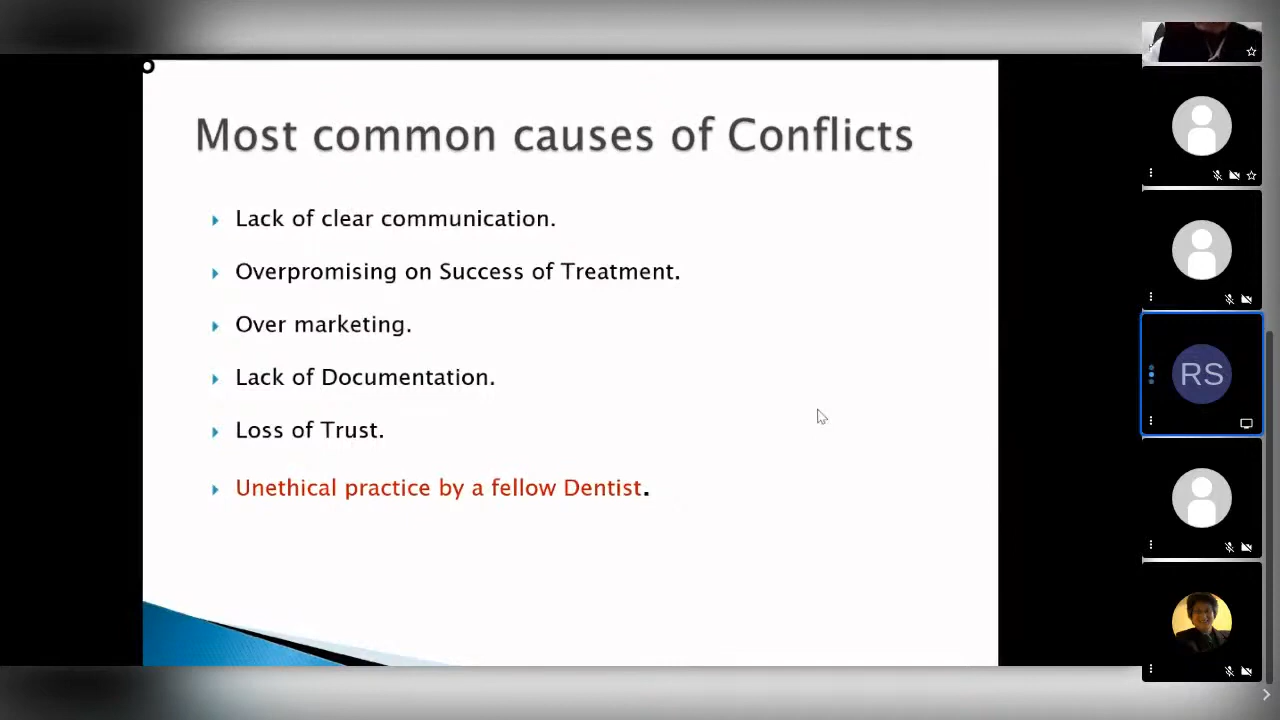 Most common causes of Conflicts
Lack of clear communication.
Overpromising on Success of Treatment.
Over marketing.
Lack of Documentation.
Loss of Trust.
Unethical practice by a fellow Dentist.
RS